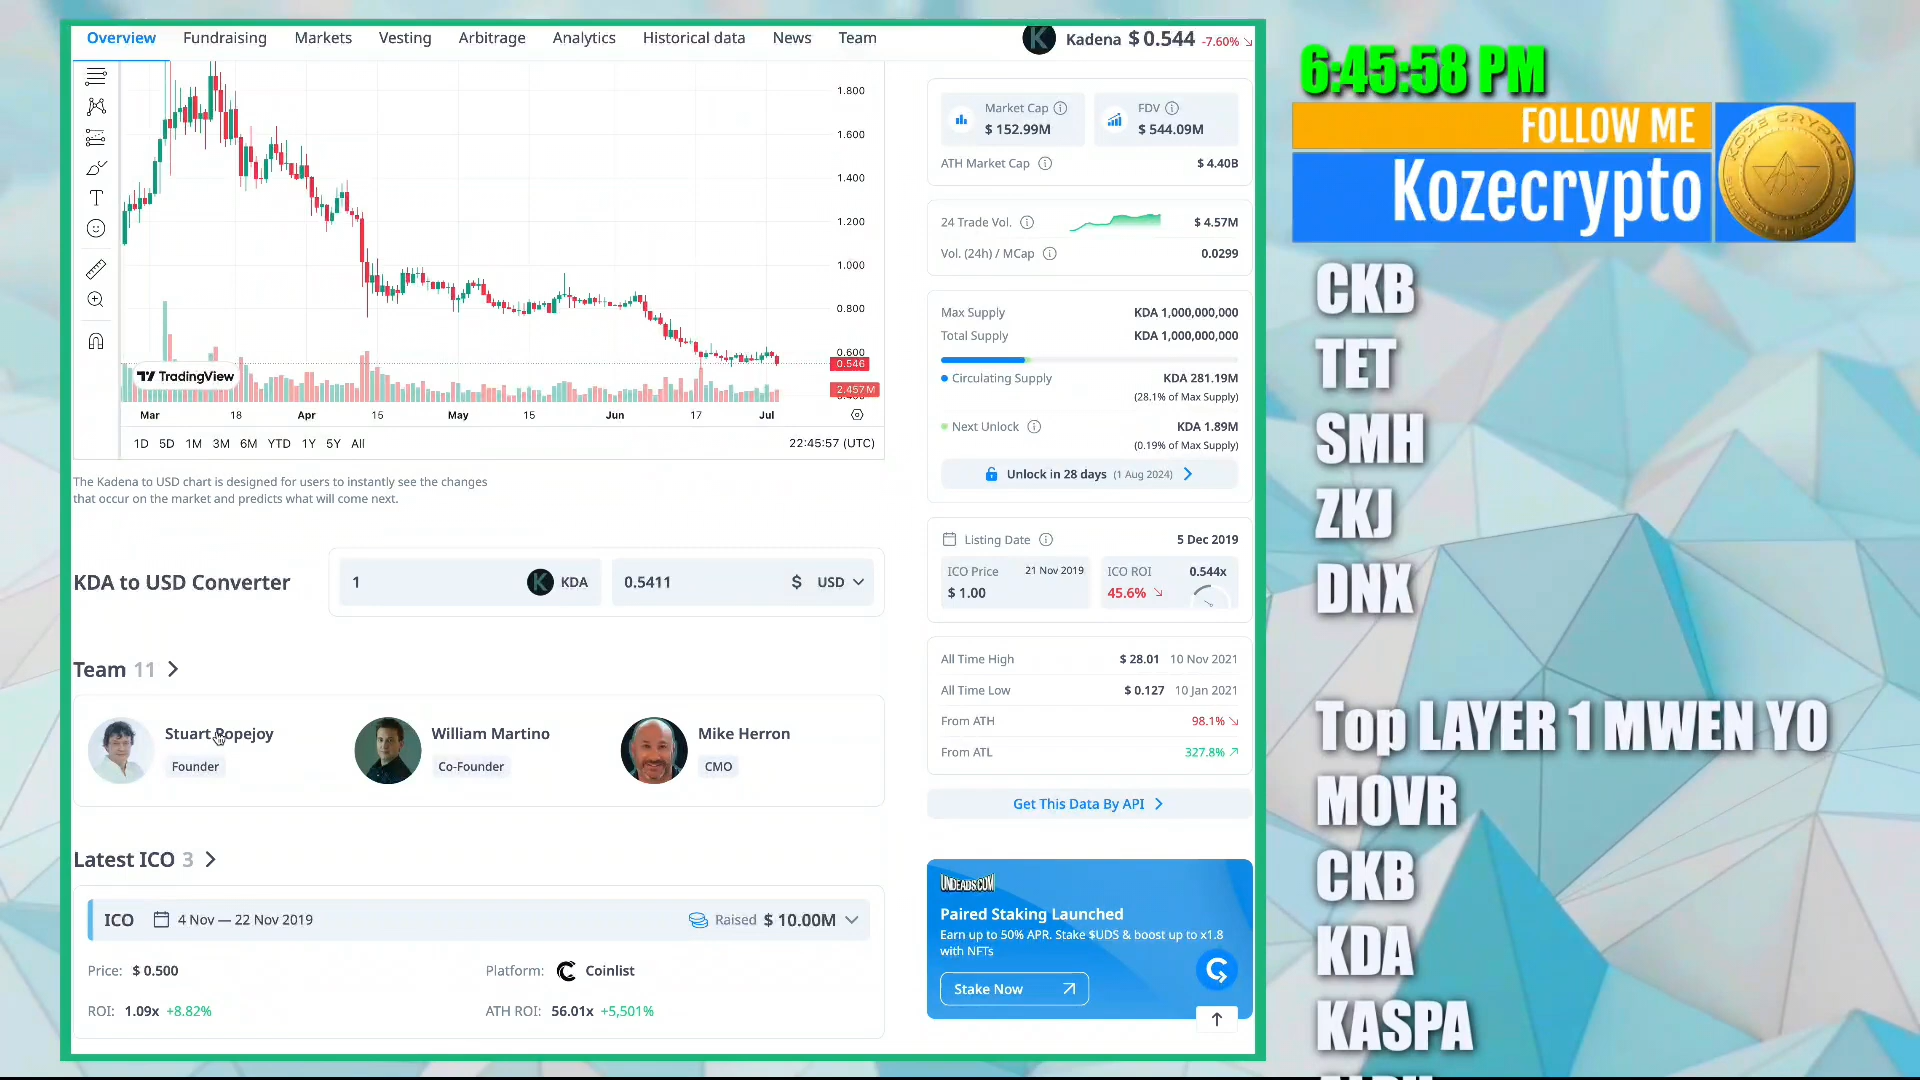 Overview Fundraising Markets Vesting Arbitrage Analytics Historical data News Team
Kadena $ 0.544 -7.60%
1.800
1.600
1.400
1.200
1.000
0.800
0.600
0.546
2.457M
TradingView
Mar 18 Apr 15 May 15 Jun 17 Jul
1D 5D 1M 3M 6M YTD 1Y 5Y All
22:45:57 (UTC)
The Kadena to USD chart is designed for users to instantly see the changes
that occur on the market and predicts what will come next.
KDA to USD Converter
1 KDA
0.5411 $ USD
Team 11
Stuart Popejoy
Founder
William Martino
Co-Founder
Mike Herron
CMO
Latest ICO 3
ICO 4 Nov — 22 Nov 2019 Raised $ 10.00M
Price: $ 0.500
Platform: Coinlist
ROI: 1.09x +8.82%
ATH ROI: 56.01x +5,501%
Market Cap
$ 152.99M
FDV
$ 544.09M
ATH Market Cap $ 4.40B
24 Trade Vol. $ 4.57M
Vol. (24h) / MCap 0.0299
Max Supply KDA 1,000,000,000
Total Supply KDA 1,000,000,000
Circulating Supply KDA 281.19M
(28.1% of Max Supply)
Next Unlock KDA 1.89M
(0.19% of Max Supply)
Unlock in 28 days (1 Aug 2024)
Listing Date 5 Dec 2019
ICO Price 21 Nov 2019
$ 1.00
ICO ROI 0.544x
45.6%
All Time High $ 28.01 10 Nov 2021
All Time Low $ 0.127 10 Jan 2021
From ATH 98.1%
From ATL 327.8%
Get This Data By API
UNDEADS.COM
Paired Staking Launched
Earn up to 50% APR. Stake $UDS & boost up to x1.8
with NFTs
Stake Now
6:45:58 PM
FOLLOW ME
Kozecrypto
KOZE CRYPTO
CKB
TET
SMH
ZKJ
DNX
Top LAYER 1 MWEN YO
MOVR
CKB
KDA
KASPA